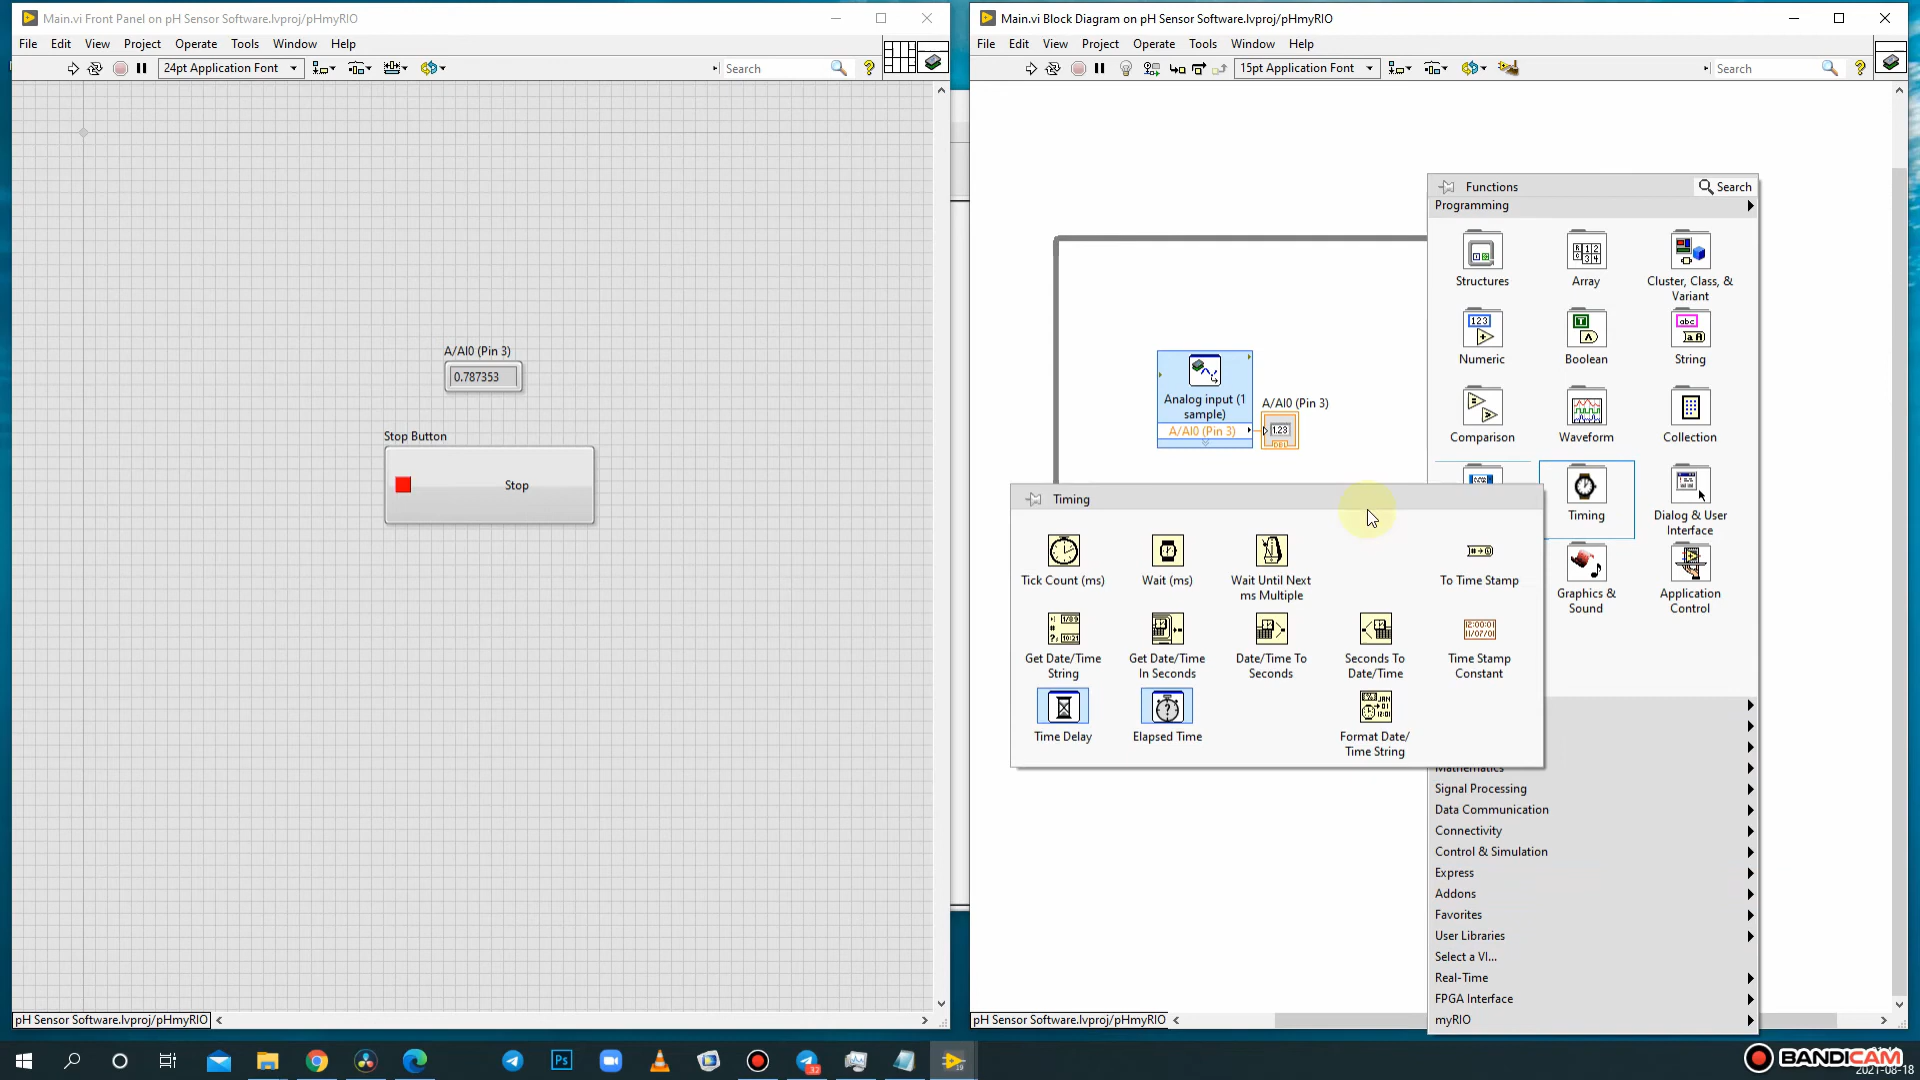 Main.vi Front Panel on pH Sensor Software.lvproj/pHmyRIO
File Edit View Project Operate Tools Window Help
24pt Application Font
Search
A/AI0 (Pin 3)
0.787353
Stop Button
Stop
pH Sensor Software.lvproj/pHmyRIO
Main.vi Block Diagram on pH Sensor Software.lvproj/pHmyRIO
File Edit View Project Operate Tools Window Help
15pt Application Font
Search
Analog input (1
sample)
A/AI0 (Pin 3)
A/AI0 (Pin 3)
1.23
Functions
Search
Programming
Structures
Array
Cluster, Class, &
Variant
Numeric
Boolean
String
Comparison
Waveform
Collection
Timing
Dialog & User
Interface
Graphics &
Sound
Application
Control
Timing
Tick Count (ms)
Wait (ms)
Wait Until Next
ms Multiple
To Time Stamp
Get Date/Time
String
Get Date/Time
In Seconds
Date/Time To
Seconds
Seconds To
Date/Time
Time Stamp
Constant
Time Delay
Elapsed Time
Format Date/
Time String
Mathematics
Signal Processing
Data Communication
Connectivity
Control & Simulation
Express
Addons
Favorites
User Libraries
Select a VI...
Real-Time
FPGA Interface
myRIO
pH Sensor Software.lvproj/pHmyRIO
Ps
32
19
BANDICAM
2021-08-18